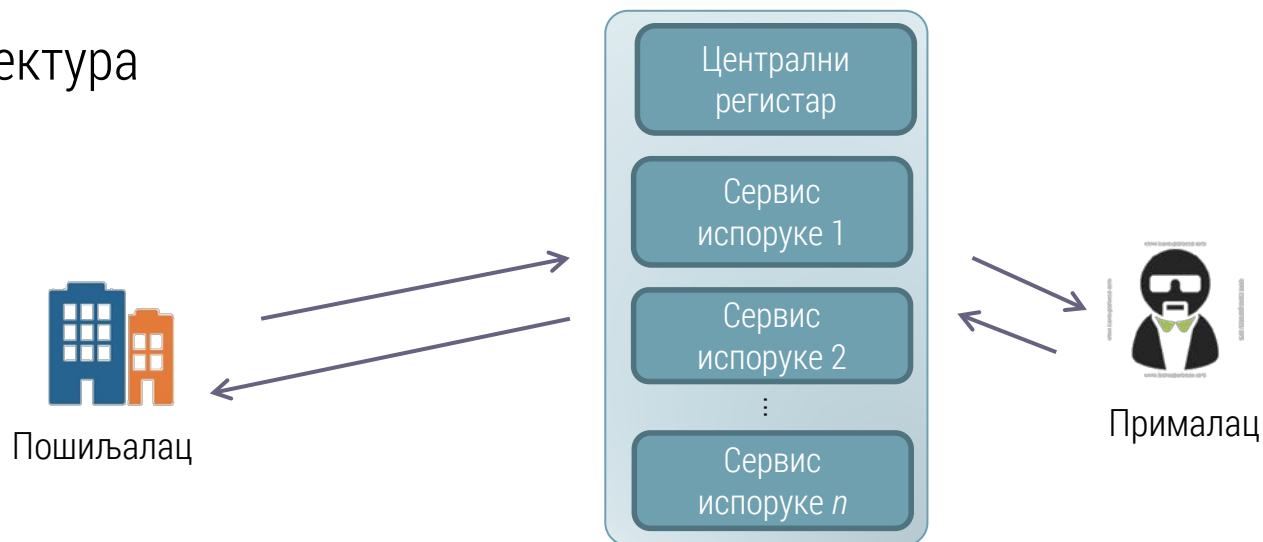 ектура
Централни
регистар
Сервис
испоруке 1
Сервис
испоруке 2
...
Сервис
испоруке n
Пошиљалац
Прималац